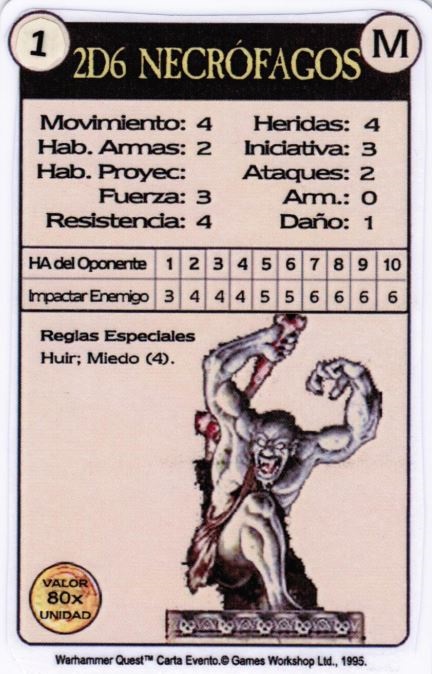 1
M
2D6 NECRÓFAGOS
Movimiento: 4 Heridas: 4
Hab. Armas: 2 Iniciativa: 3
Hab. Proyec: Ataques: 2
Fuerza: 3 Arm.: 0
Resistencia: 4 Daño: 1
HA del Oponente 1 2 3 4 5 6 7 8 9 10
Impactar Enemigo 3 4 4 4 5 5 6 6 6 6
Reglas Especiales
Huir; Miedo (4).
VALOR
80x
UNIDAD
Warhammer Quest™ Carta Evento.© Games Workshop Ltd., 1995.